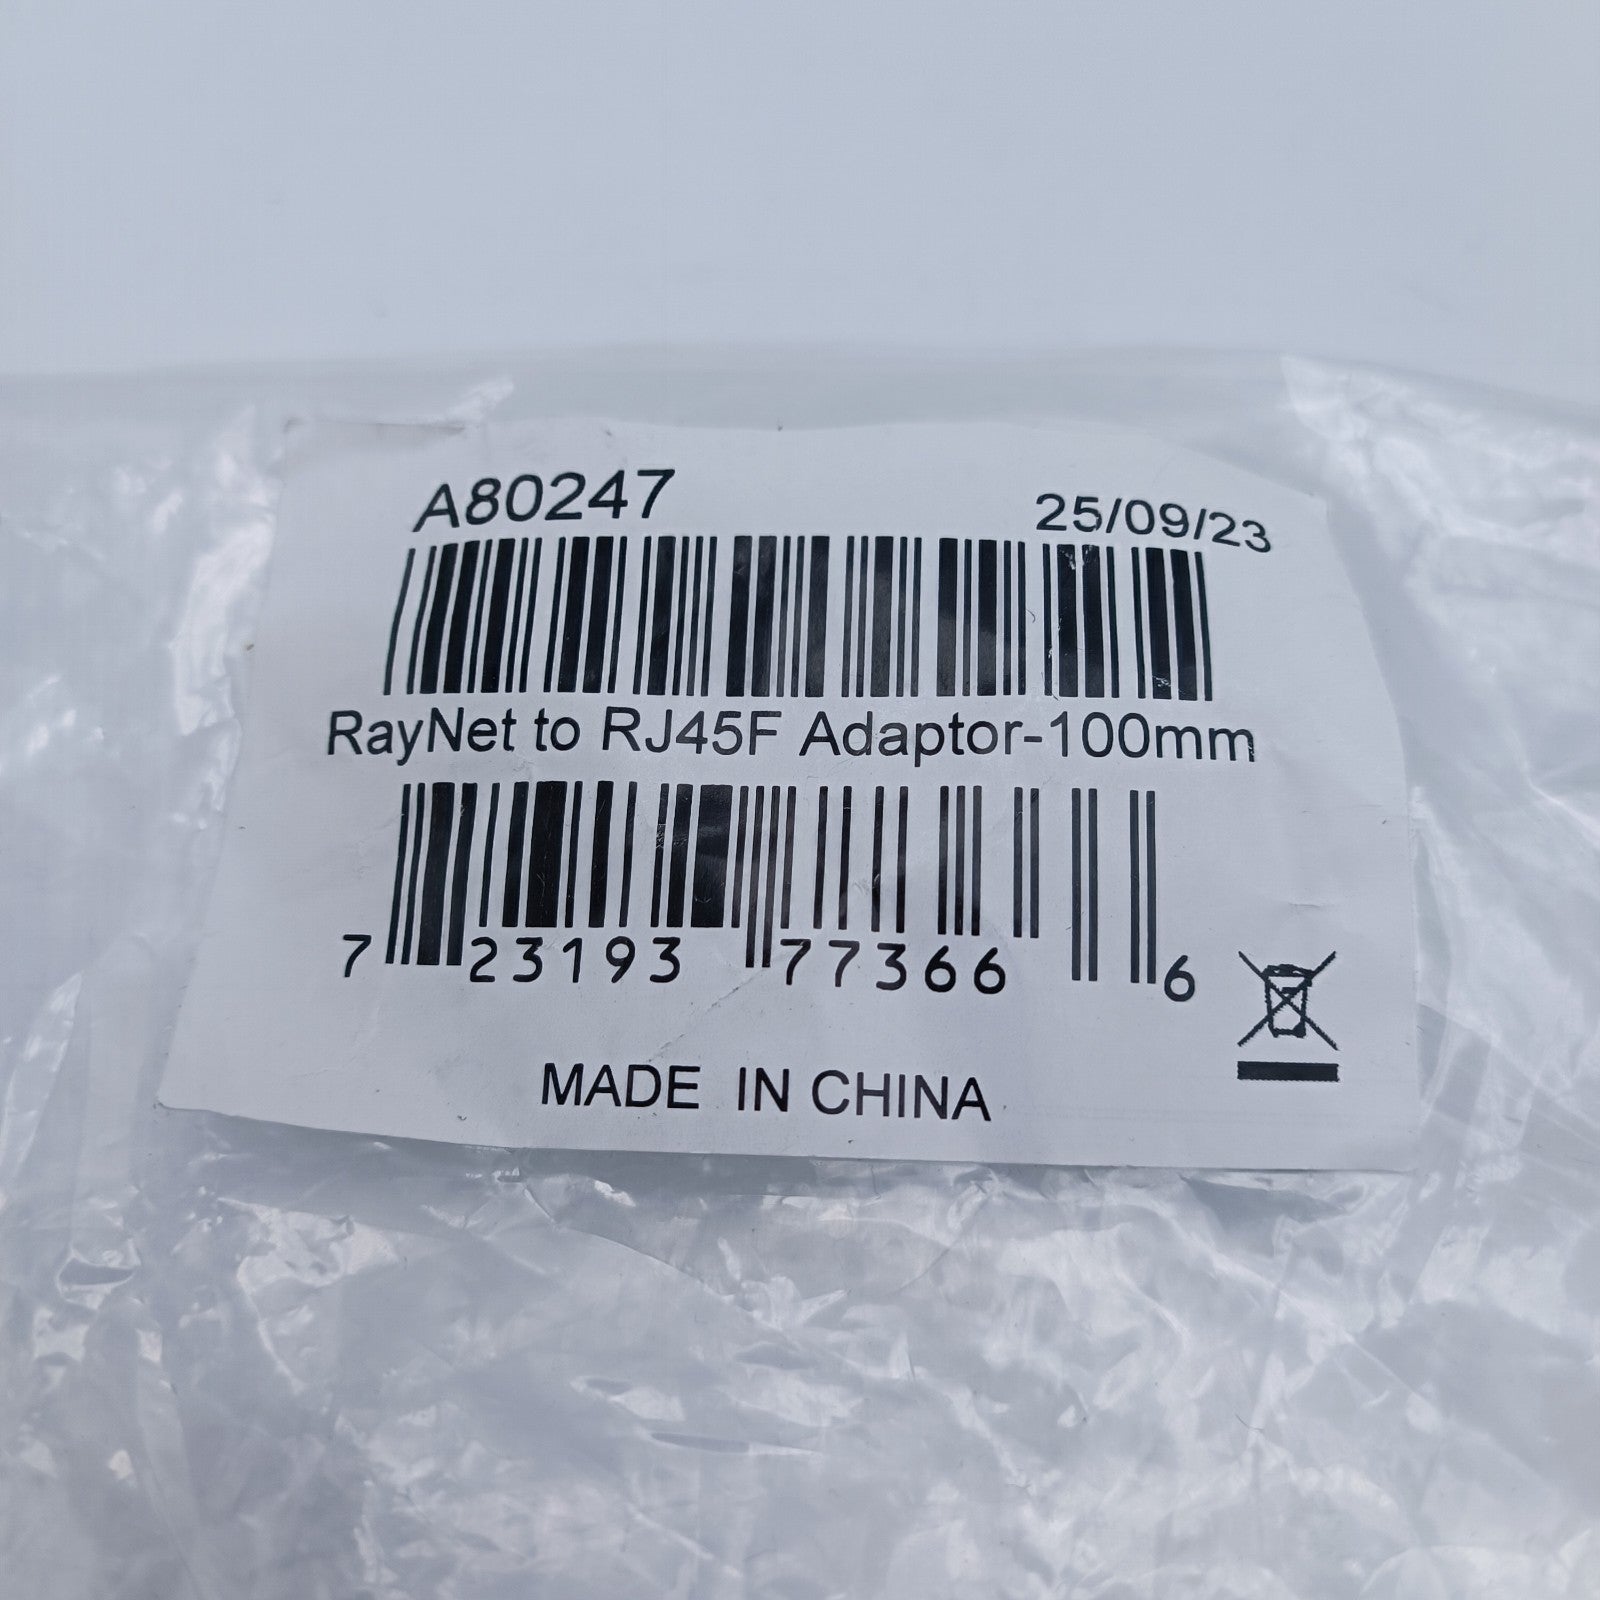 A80247 25/09/23
RayNet to RJ45F Adaptor-100mm
7 23193 77366 6
MADE IN CHINA